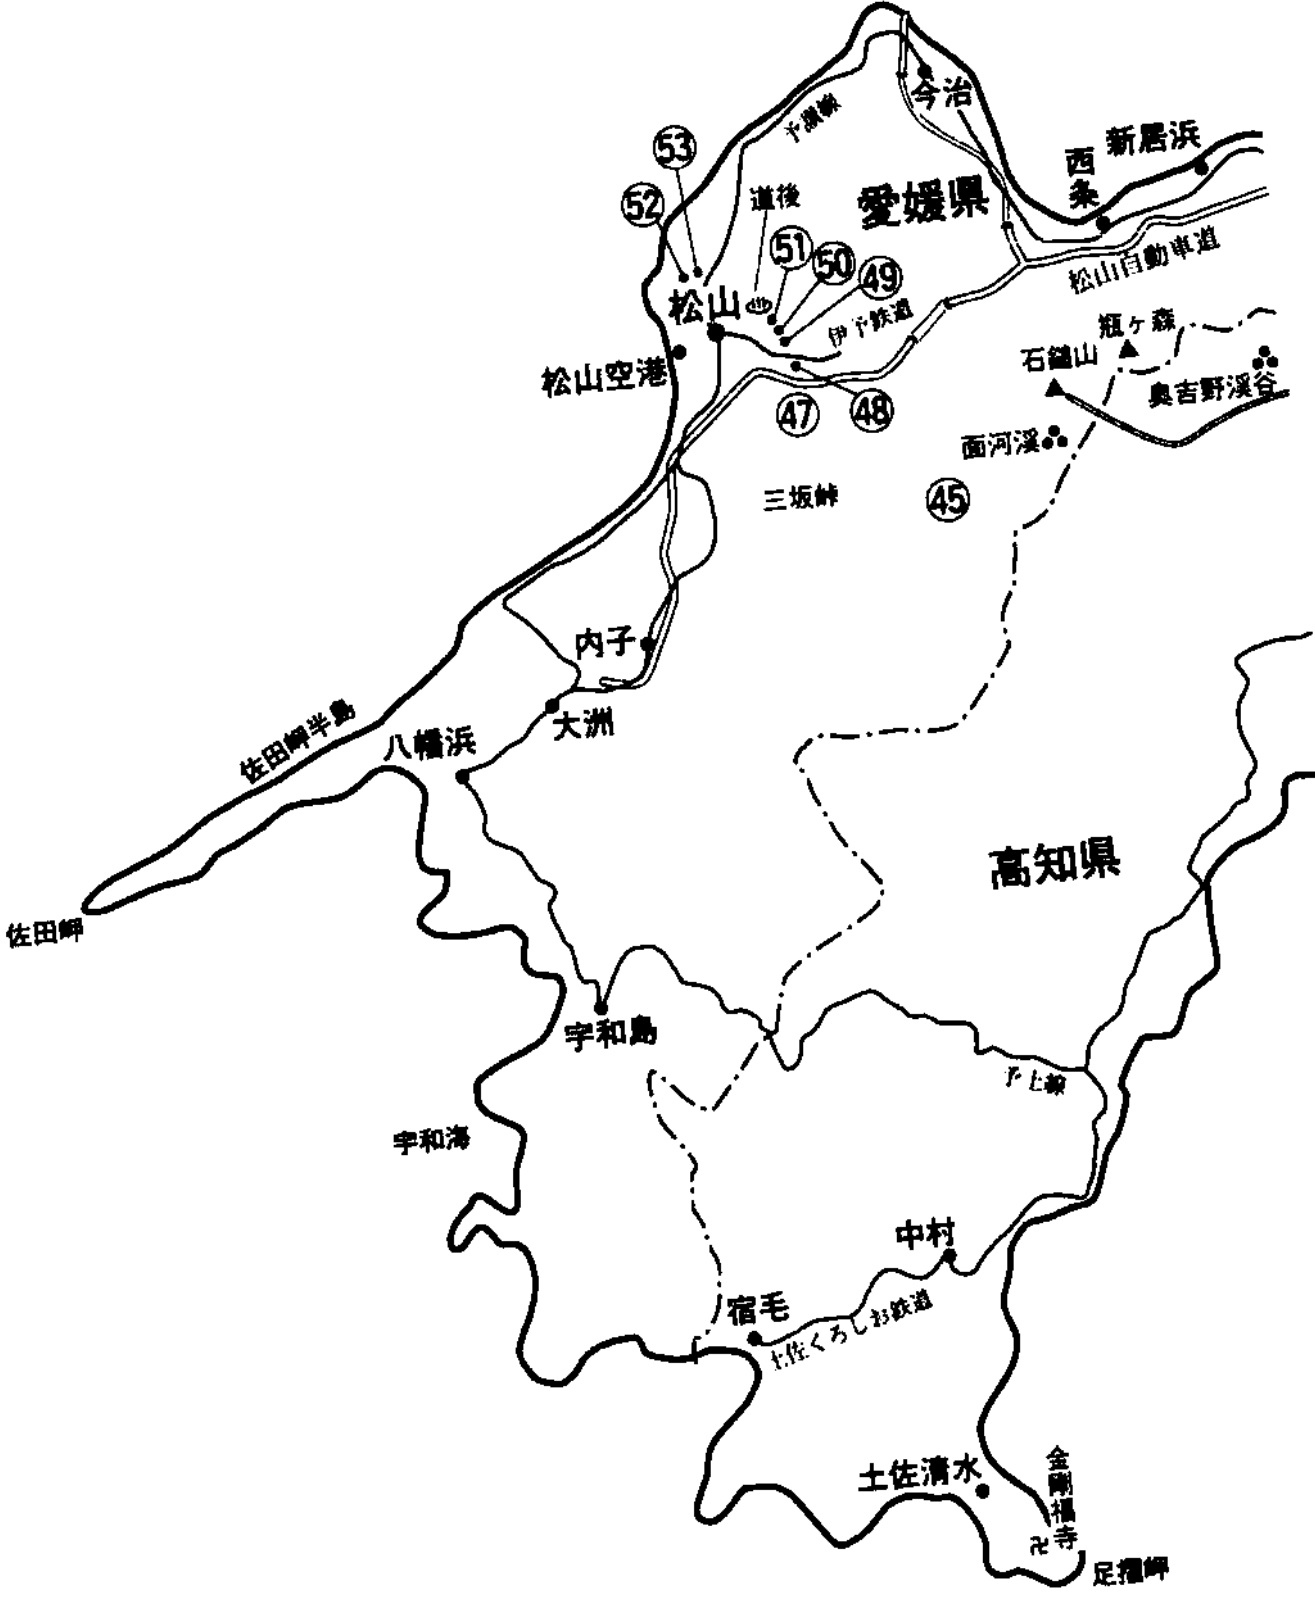 今治
予讃線
新居浜
西条
53
52
道後
愛媛県
51
50
49
松山
伊予鉄道
松山自動車道
瓶ヶ森
石鎚山
松山空港
奥吉野渓谷
47
48
面河渓
三坂峠
45
内子
大洲
佐田岬半島
八幡浜
高知県
佐田岬
宇和島
予土線
宇和海
中村
宿毛
土佐くろしお鉄道
土佐清水
金剛福寺
卍
足摺岬